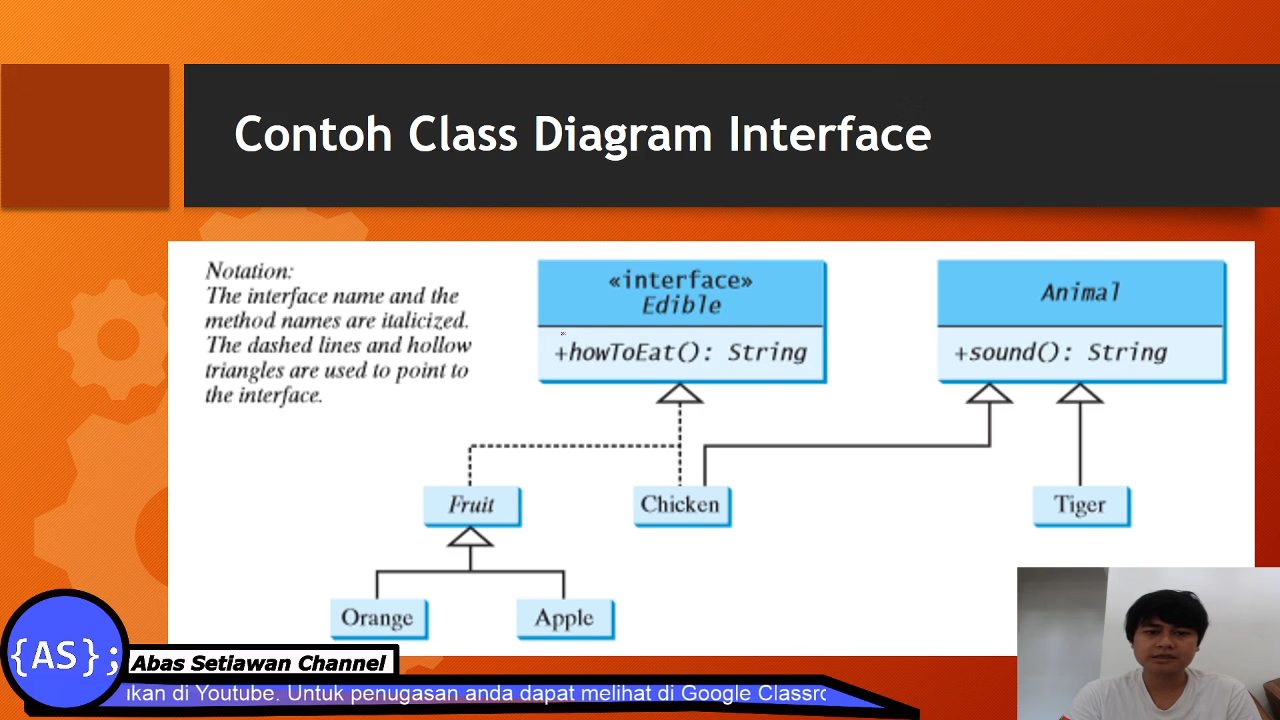 Contoh Class Diagram Interface
Notation:
The interface name and the
method names are italicized.
The dashed lines and hollow
triangles are used to point to
the interface.
«interface»
Edible
+howToEat(): String
Animal
+sound(): String
Fruit
Chicken
Tiger
Orange
Apple
{AS};
Abas Setiawan Channel
ikan di Youtube. Untuk penugasan anda dapat melihat di Google Classro